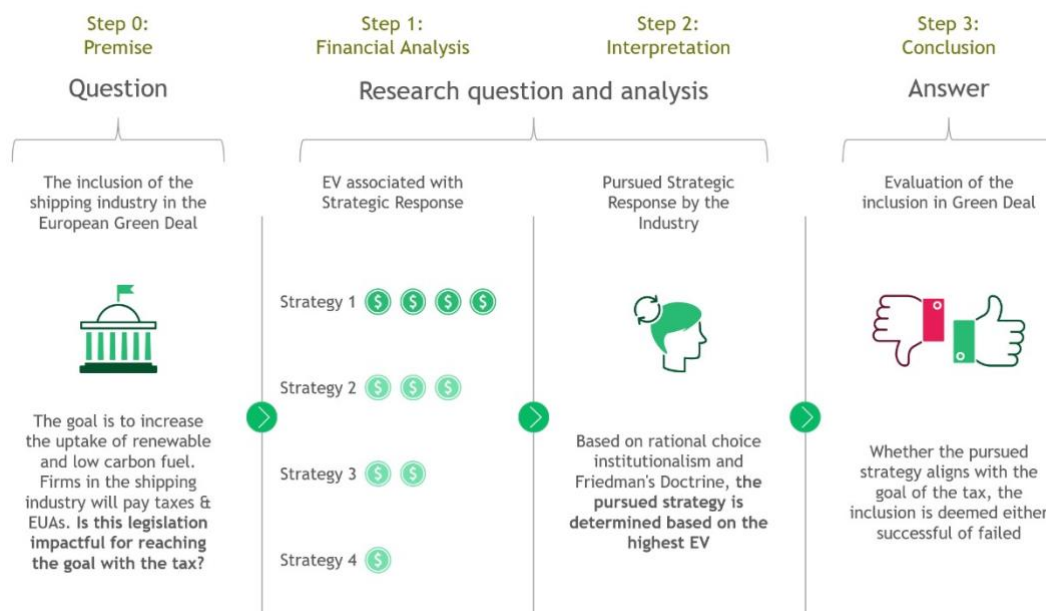 Step 0:
Premise
Step 1:
Financial Analysis
Step 2:
Interpretation
Step 3:
Conclusion
Question
Research question and analysis
Answer
The inclusion of the
shipping industry in the
European Green Deal
EV associated with
Strategic Response
Pursued Strategic
Response by the
Industry
Evaluation of the
inclusion in Green Deal
Strategy 1 $ $ $ $
Strategy 2 $ $ $
Strategy 3 $ $
Strategy 4 $
The goal is to increase
the uptake of renewable
and low carbon fuel.
Firms in the shipping
industry will pay taxes &
EUAs. Is this legislation
impactful for reaching
the goal with the tax?
Based on rational choice
institutionalism and
Friedman's Doctrine, the
pursued strategy is
determined based on the
highest EV
Whether the pursued
strategy aligns with the
goal of the tax, the
inclusion is deemed either
successful of failed